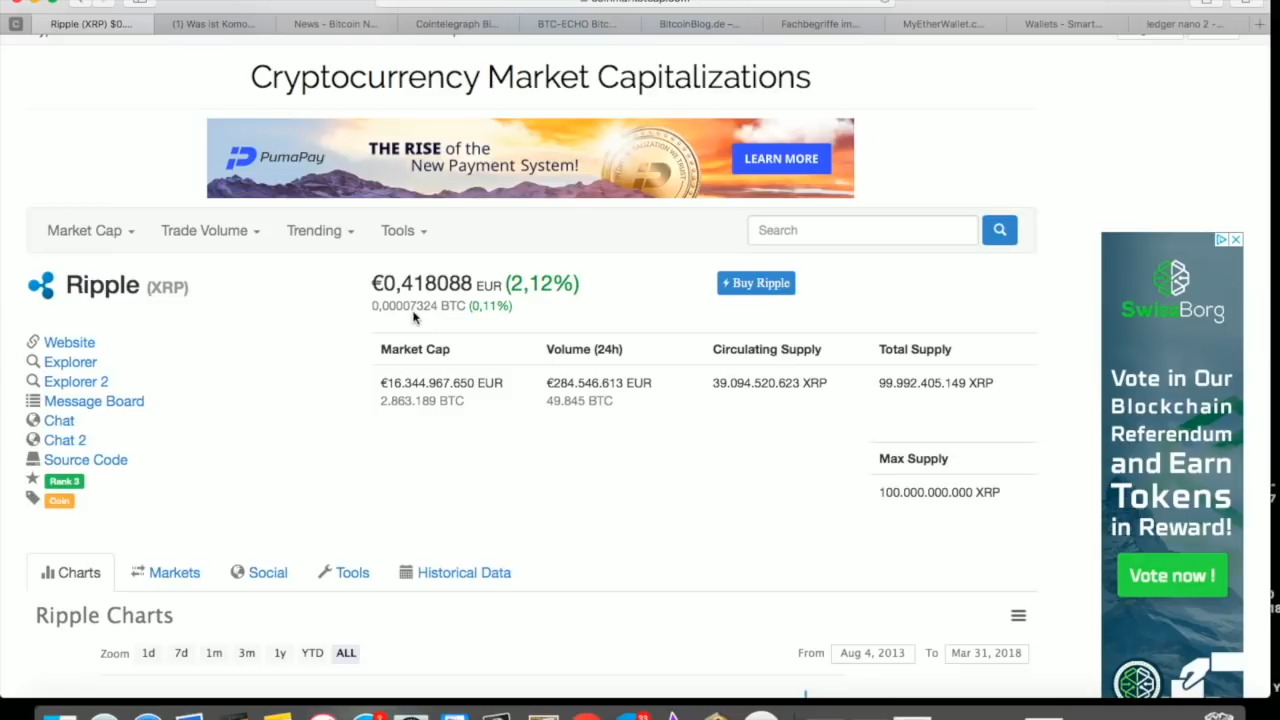 Ripple (XRP) $0....
(1) Was ist Komo...
News - Bitcoin N...
Cointelegraph Bi...
BTC-ECHO Bitc...
BitcoinBlog.de –...
Fachbegriffe im...
MyEtherWallet.c...
Wallets - Smart...
ledger nano 2 -...
Cryptocurrency Market Capitalizations
PumaPay
THE RISE of the
New Payment System!
LEARN MORE
Market Cap
Trade Volume
Trending
Tools
Search
Ripple (XRP)
€0,418088 EUR (2,12%)
0,00007324 BTC (0,11%)
Buy Ripple
Website
Explorer
Explorer 2
Message Board
Chat
Chat 2
Source Code
Rank 3
Coin
Market Cap
Volume (24h)
Circulating Supply
Total Supply
€16.344.967.650 EUR
€284.546.613 EUR
39.094.520.623 XRP
99.992.405.149 XRP
2.863.189 BTC
49.845 BTC
Max Supply
100.000.000.000 XRP
Charts
Markets
Social
Tools
Historical Data
Ripple Charts
Zoom 1d 7d 1m 3m 1y YTD ALL
From Aug 4, 2013 To Mar 31, 2018
SwissBorg
Vote in Our
Blockchain
Referendum
and Earn
Tokens
in Reward!
Vote now !